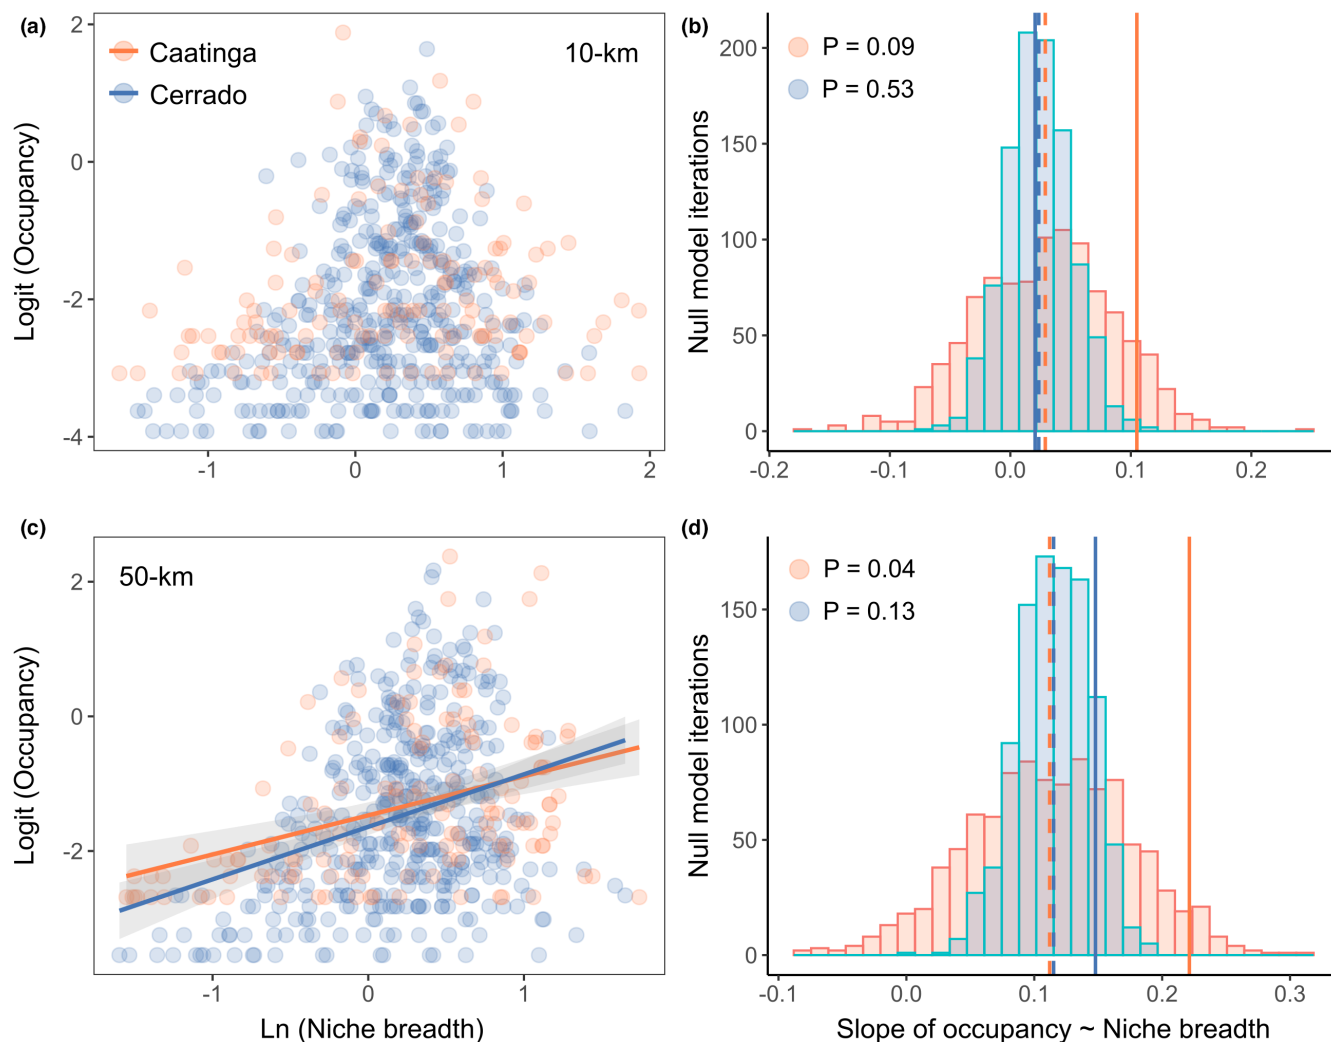 (a)
Caatinga
Cerrado
10-km
Logit (Occupancy)
2
0
-2
-4
-1
0
1
2
(b)
P = 0.09
P = 0.53
Null model iterations
200
150
100
50
0
-0.2
-0.1
0.0
0.1
0.2
(c)
50-km
Logit (Occupancy)
2
0
-2
-1
0
1
Ln (Niche breadth)
(d)
P = 0.04
P = 0.13
Null model iterations
150
100
50
0
-0.1
0.0
0.1
0.2
0.3
Slope of occupancy ~ Niche breadth